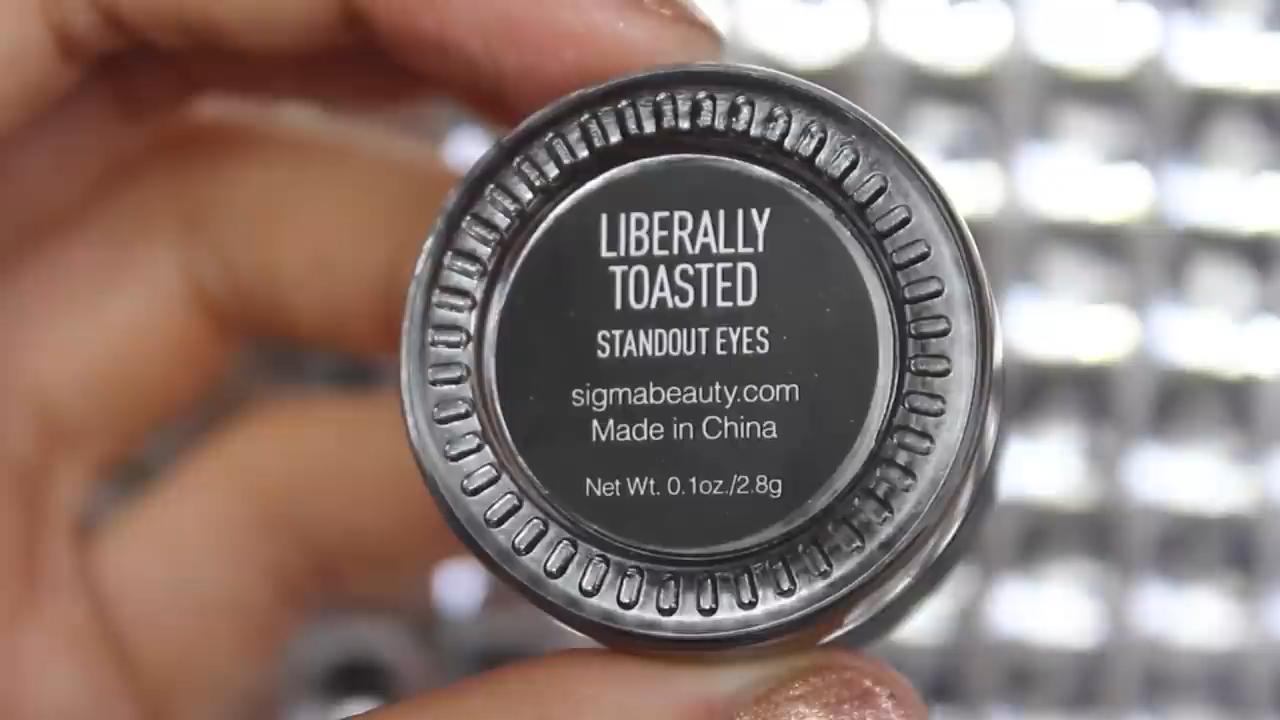 LIBERALLY
TOASTED
STANDOUT EYES
sigmabeauty.com
Made in China
Net Wt. 0.1oz./2.8g